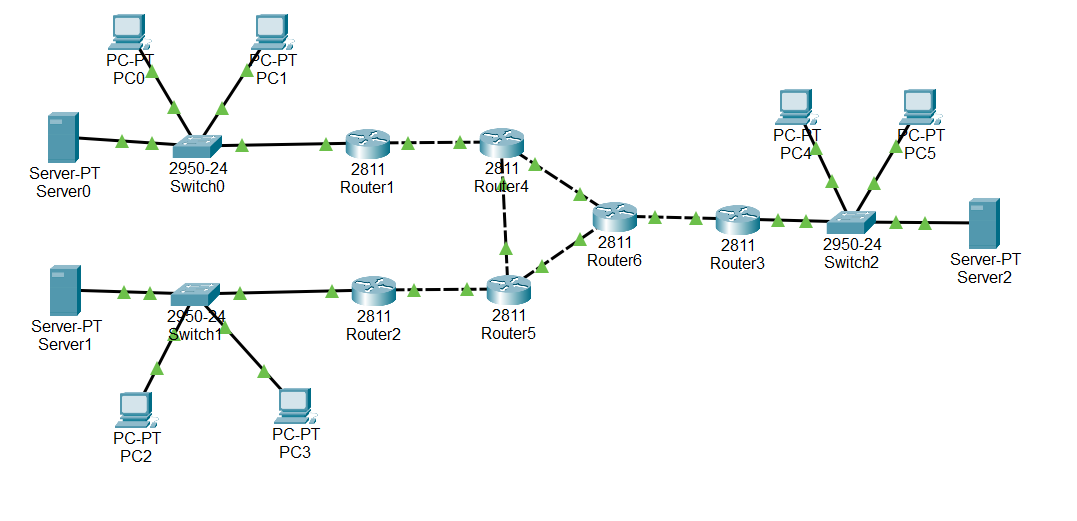 PC-PT
PC0
PC-PT
PC1
Server-PT
Server0
2950-24
Switch0
2811
Router1
2811
Router4
PC-PT
PC4
PC-PT
PC5
2811
Router6
2811
Router3
2950-24
Switch2
Server-PT
Server2
Server-PT
Server1
2950-24
Switch1
2811
Router2
2811
Router5
PC-PT
PC2
PC-PT
PC3